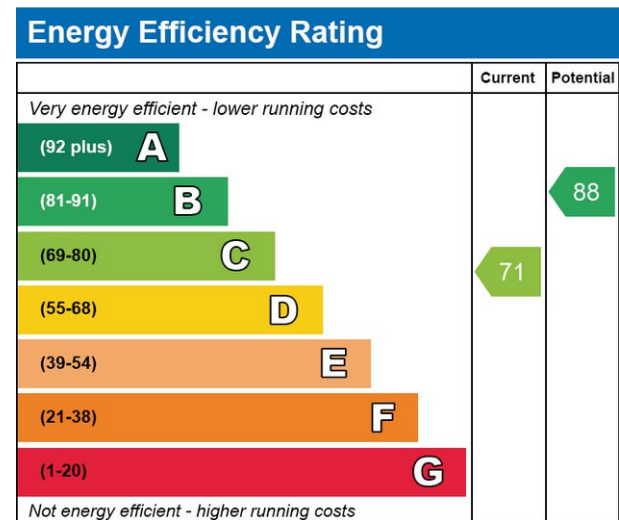 Energy Efficiency Rating
Current Potential
Very energy efficient - lower running costs
(92 plus) A
(81-91) B
88
(69-80) C
71
(55-68) D
(39-54) E
(21-38) F
(1-20) G
Not energy efficient - higher running costs